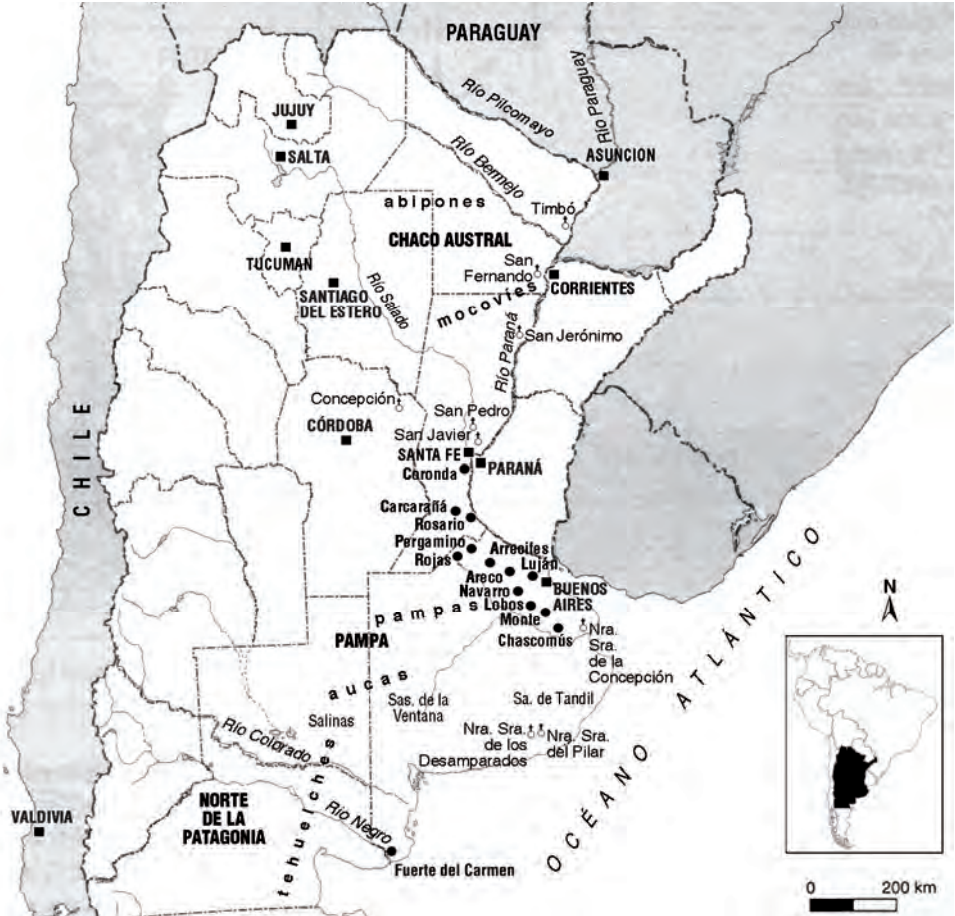 PARAGUAY
Río Pilcomayo
Río Paraguay
JUJUY
SALTA
ASUNCION
Río Bermejo
abipones
Timbó
CHACO AUSTRAL
TUCUMAN
San
Fernando
CORRIENTES
SANTIAGO
DEL ESTERO
Río Salado
mocovíes
Río Paraná
San Jerónimo
Concepción
San Pedro
CÓRDOBA
San Javier
SANTA FE
PARANÁ
Coronda
CHILE
Carcarañá
Rosario
Pergamino
Arrecifes
Rojas
Luján
Areco
BUENOS
AIRES
Navarro
pampas
Lobos
Monte
Chascomús
PAMPA
Nra.
Sra.
de la
Concepción
aucas
Sas. de la
Ventana
Sa. de Tandil
Salinas
Nra. Sra.
de los
Desamparados
Nra. Sra.
del Pilar
Río Colorado
OCÉANO ATLÁNTICO
N
NORTE
DE LA
PATAGONIA
tehuelches
Río Negro
VALDIVIA
Fuerte del Carmen
0 200 km